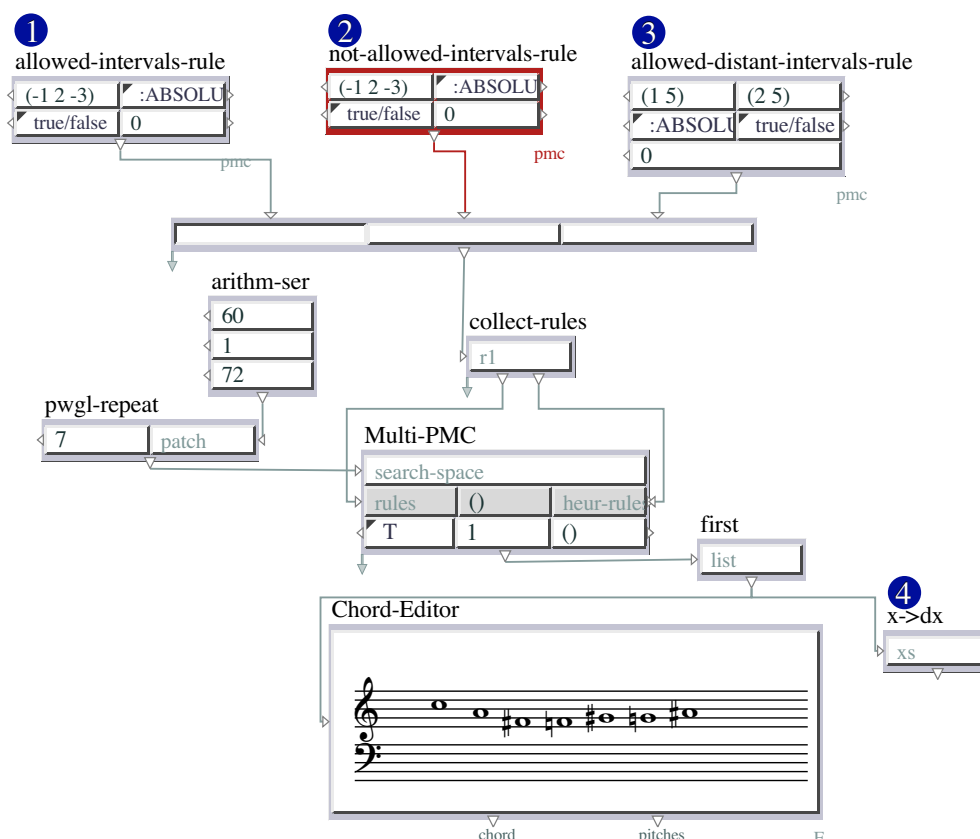 1
2
3
allowed-intervals-rule
not-allowed-intervals-rule
allowed-distant-intervals-rule
(-1 2 -3) :ABSOLU
true/false 0
pmc
(-1 2 -3) :ABSOLU
true/false 0
pmc
(1 5) (2 5)
:ABSOLU true/false
0
pmc
arithm-ser
60
1
72
collect-rules
r1
pwgl-repeat
7 patch
Multi-PMC
search-space
rules () heur-rules
T 1 ()
first
list
4
x->dx
xs
Chord-Editor
chord
pitches